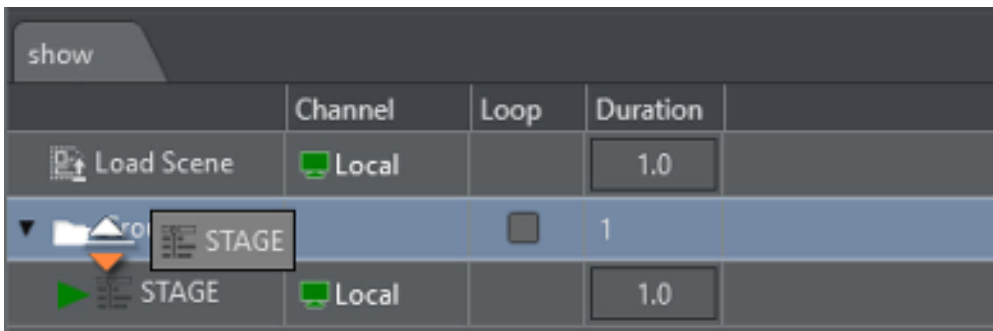 show
Channel Loop Duration
Load Scene Local 1.0
STAGE 1
STAGE Local 1.0